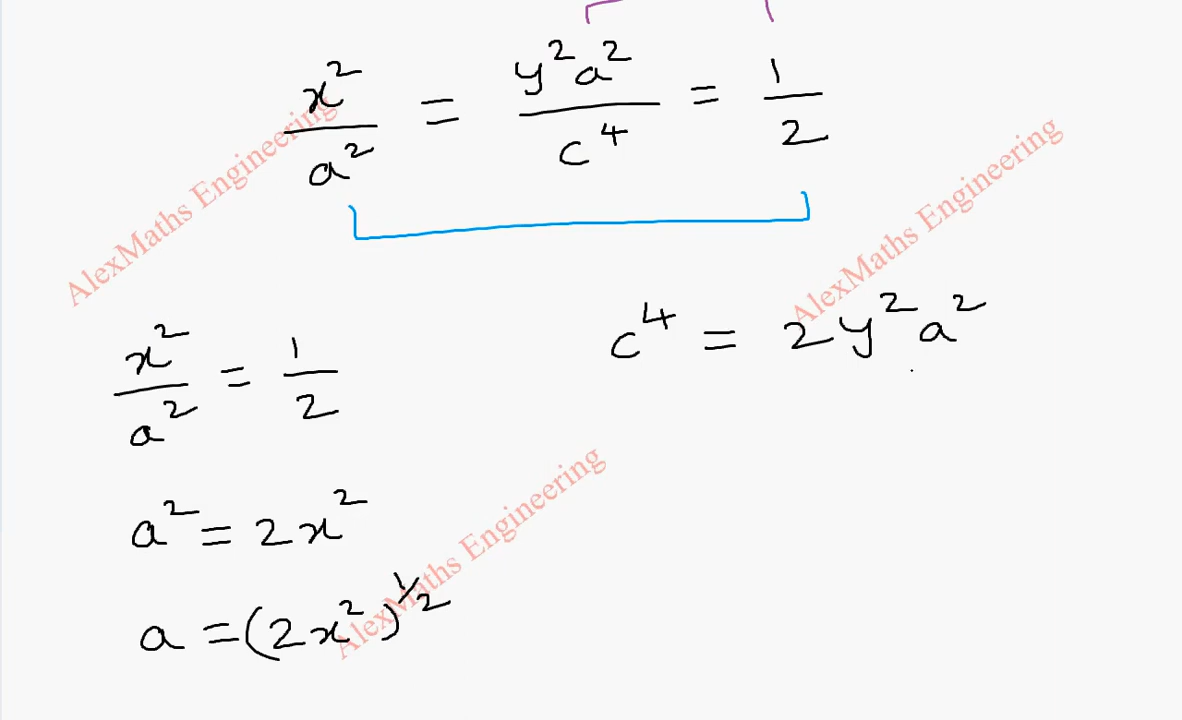 x²/a² = y²a²/c⁴ = 1/2
x²/a² = 1/2
c⁴ = 2y²a²
a² = 2x²
a = (2x²)^1/2
AlexMaths Engineering
AlexMaths Engineering
AlexMaths Engineering